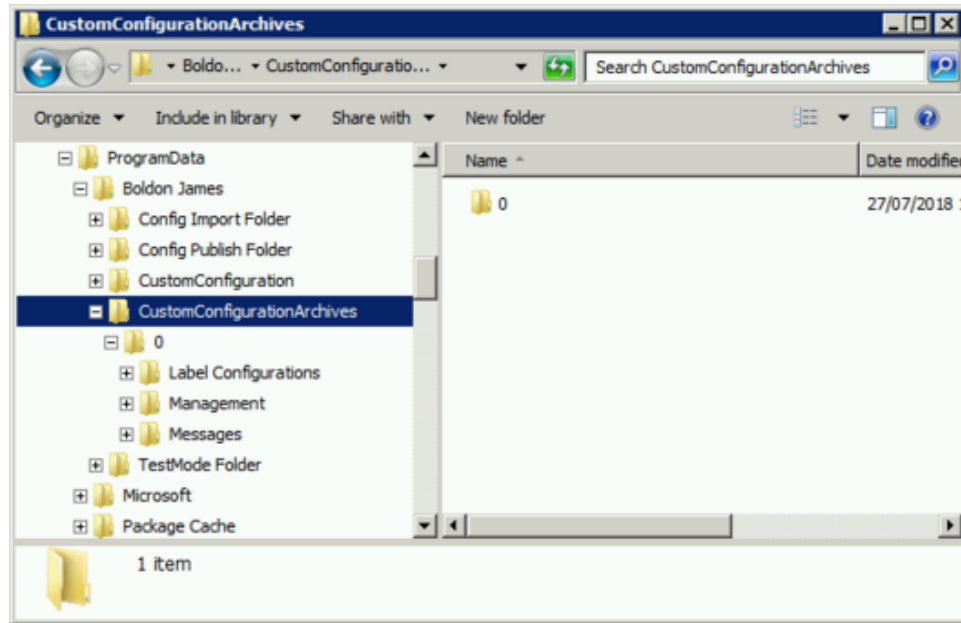 CustomConfigurationArchives
Boldo... CustomConfiguratio...
Search CustomConfigurationArchives
Organize Include in library Share with New folder
ProgramData
Boldon James
Config Import Folder
Config Publish Folder
CustomConfiguration
CustomConfigurationArchives
0
Label Configurations
Management
Messages
TestMode Folder
Microsoft
Package Cache
Name Date modifie
0 27/07/2018
1 item